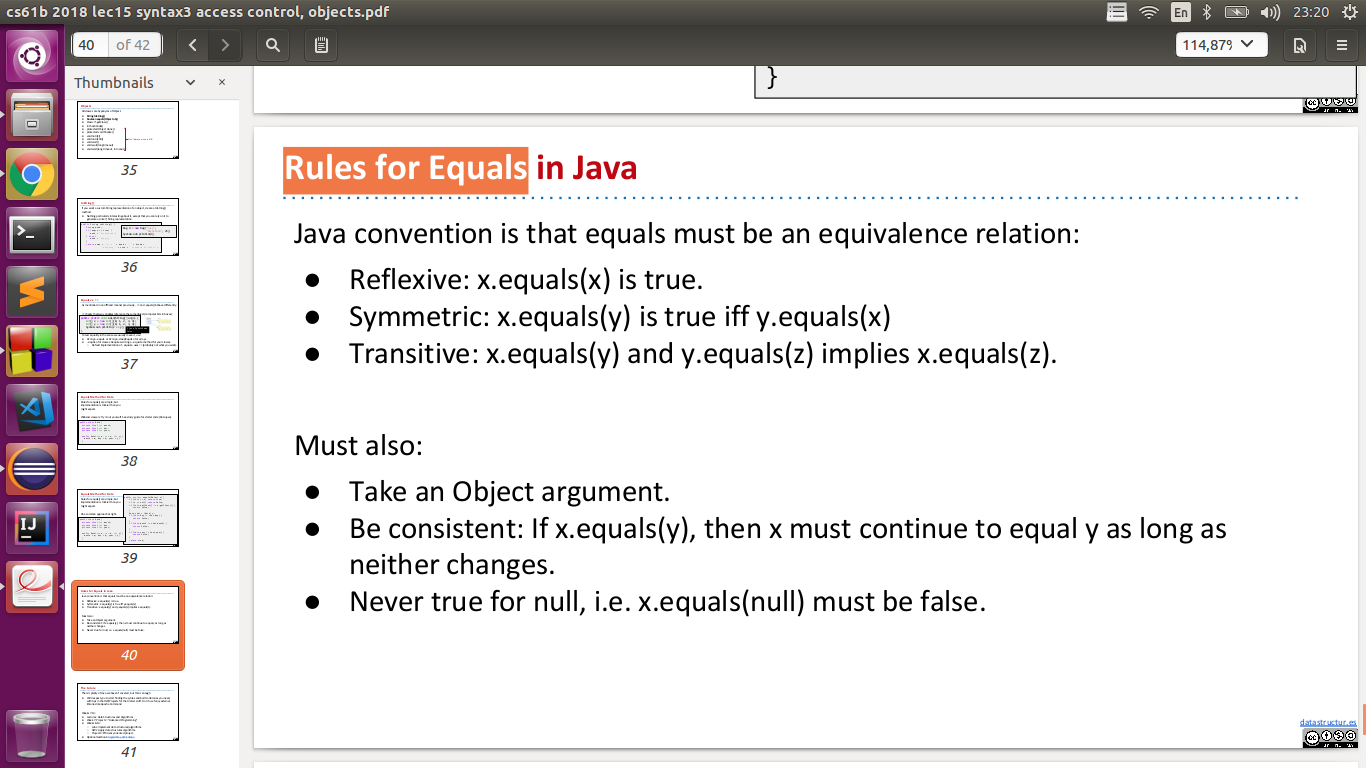 cs61b 2018 lec15 syntax3 access control, objects.pdf
En
23:20
40 of 42
114,87%
Thumbnails
35
36
37
38
39
40
41
IJ
}
Rules for Equals in Java
Java convention is that equals must be an equivalence relation:
● Reflexive: x.equals(x) is true.
● Symmetric: x.equals(y) is true iff y.equals(x)
● Transitive: x.equals(y) and y.equals(z) implies x.equals(z).
Must also:
● Take an Object argument.
● Be consistent: If x.equals(y), then x must continue to equal y as long as
neither changes.
● Never true for null, i.e. x.equals(null) must be false.
datastructur.es